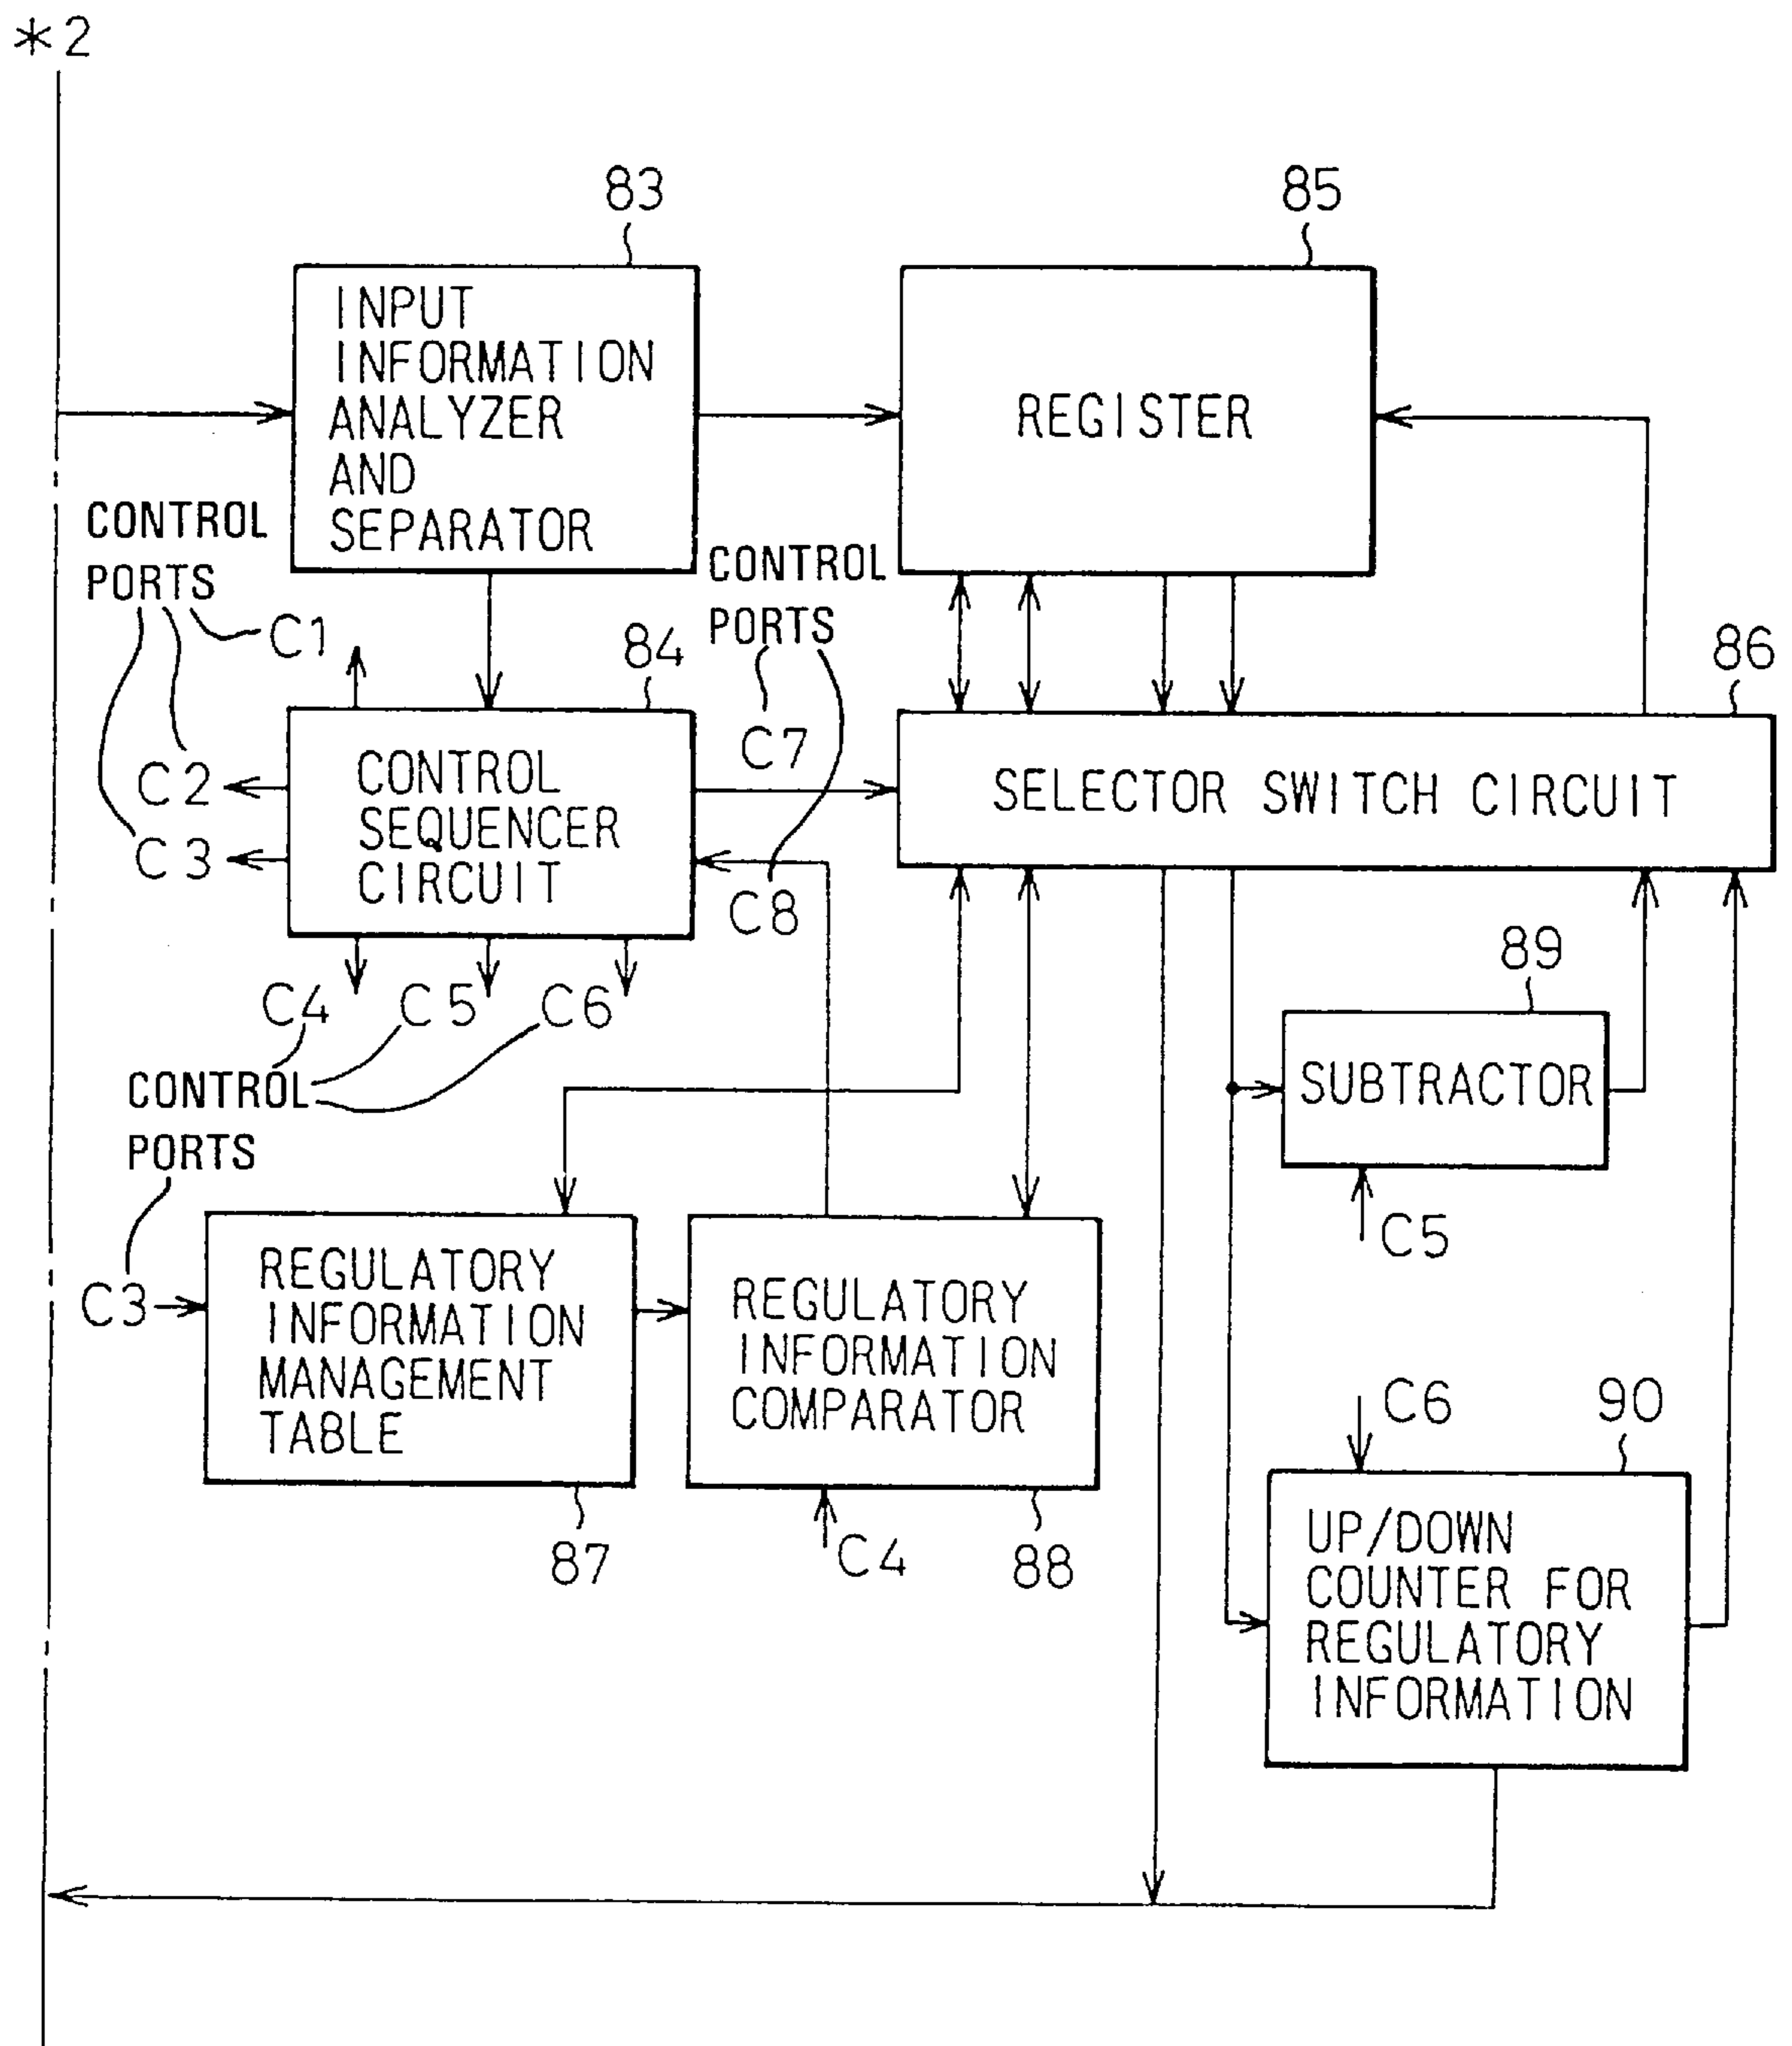 *2
83
85
INPUT
INFORMATION
ANALYZER
AND
SEPARATOR
REGISTER
CONTROL
PORTS
C1
84
CONTROL
PORTS
86
C7
C2
C3
CONTROL
SEQUENCER
CIRCUIT
SELECTOR SWITCH CIRCUIT
C8
C4
C5
C6
89
CONTROL
PORTS
SUBTRACTOR
C5
C3
REGULATORY
INFORMATION
MANAGEMENT
TABLE
REGULATORY
INFORMATION
COMPARATOR
C6
90
87
C4
88
UP/DOWN
COUNTER FOR
REGULATORY
INFORMATION